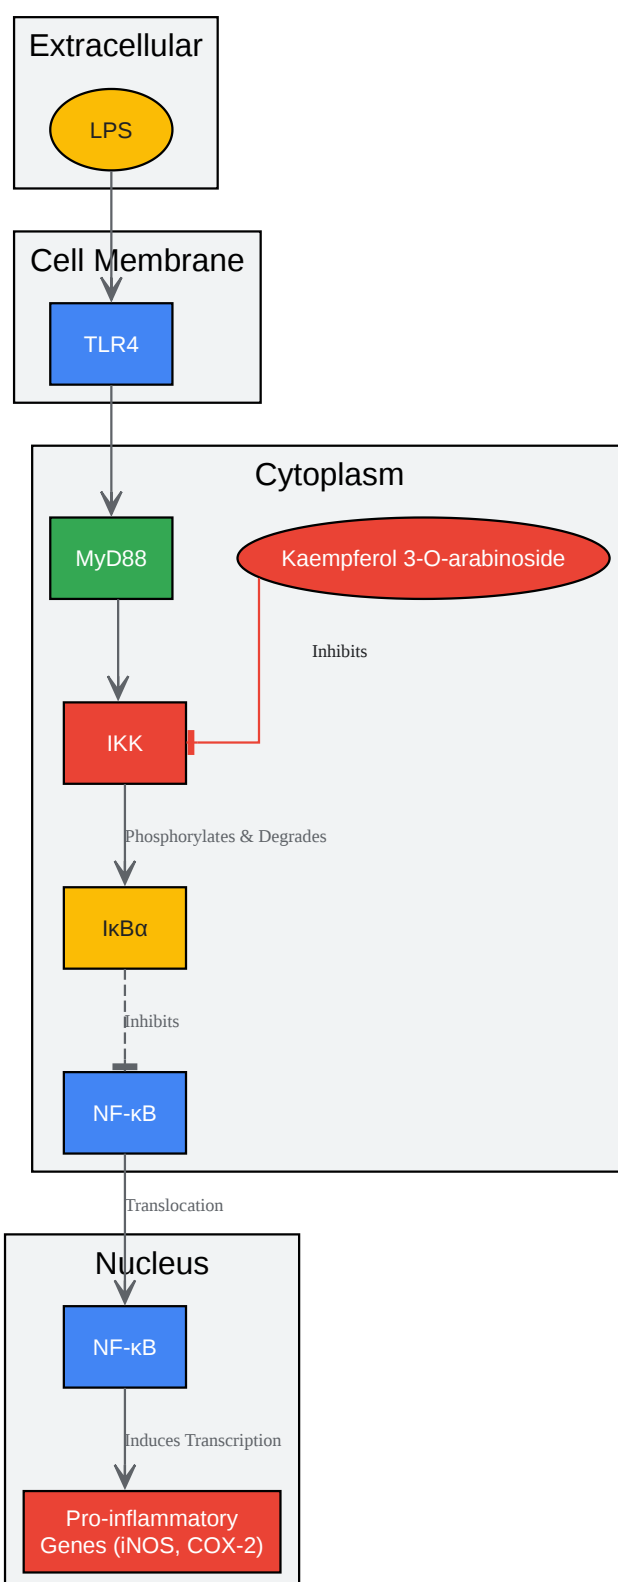 Extracellular
LPS
Cell Membrane
TLR4
Cytoplasm
MyD88
Kaempferol 3-O-arabinoside
Inhibits
IKK
Phosphorylates & Degrades
IκBα
Inhibits
NF-κB
Translocation
Nucleus
NF-κB
Induces Transcription
Pro-inflammatory
Genes (iNOS, COX-2)